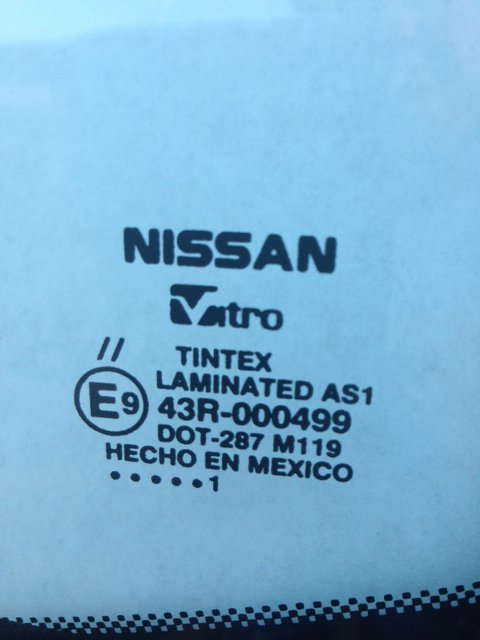 NISSAN
Vitro
//
TINTEX
LAMINATED AS1
E9
43R-000499
DOT-287 M119
HECHO EN MEXICO
•••••1